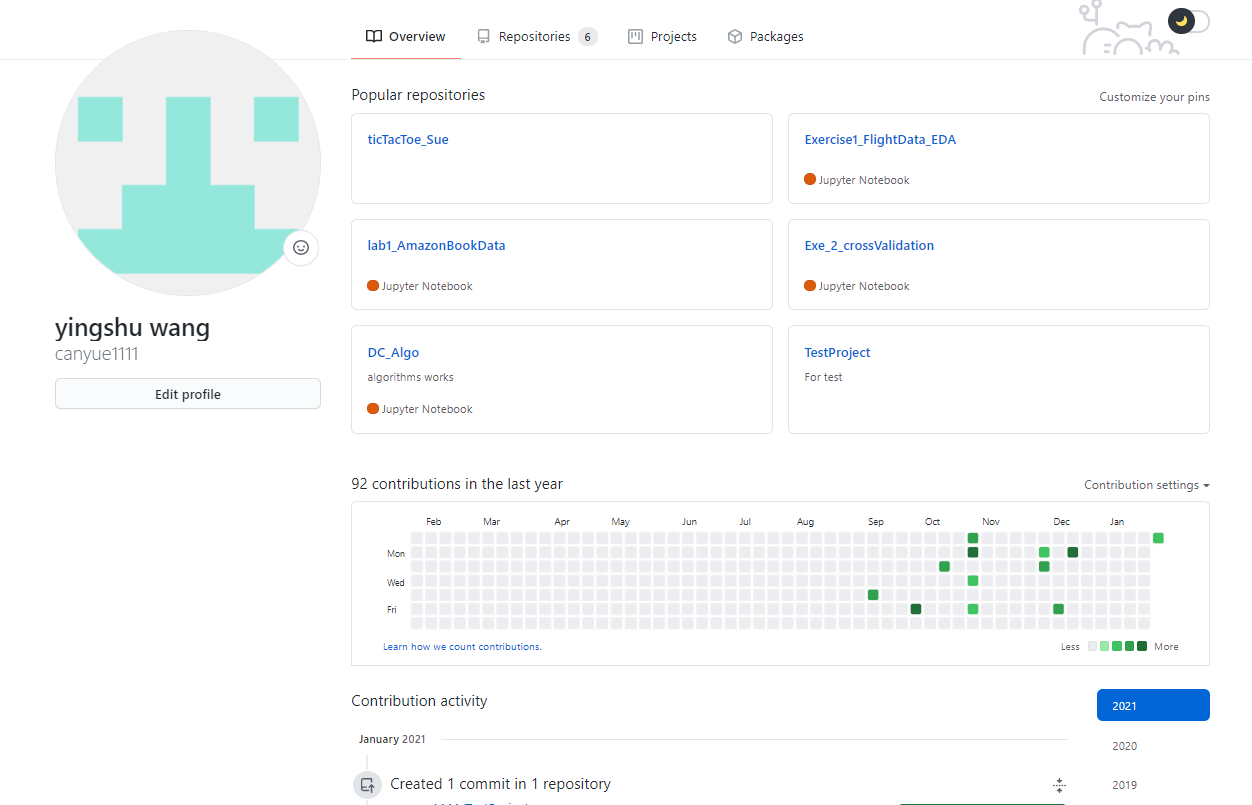 Overview
Repositories 6
Projects
Packages
yingshu wang
canyue1111
Edit profile
Popular repositories
Customize your pins
ticTacToe_Sue
Exercise1_FlightData_EDA
Jupyter Notebook
lab1_AmazonBookData
Jupyter Notebook
Exe_2_crossValidation
Jupyter Notebook
DC_Algo
algorithms works
Jupyter Notebook
TestProject
For test
92 contributions in the last year
Contribution settings
Feb Mar Apr May Jun Jul Aug Sep Oct Nov Dec Jan
Mon
Wed
Fri
Learn how we count contributions.
Less More
Contribution activity
2021
2020
2019
January 2021
Created 1 commit in 1 repository